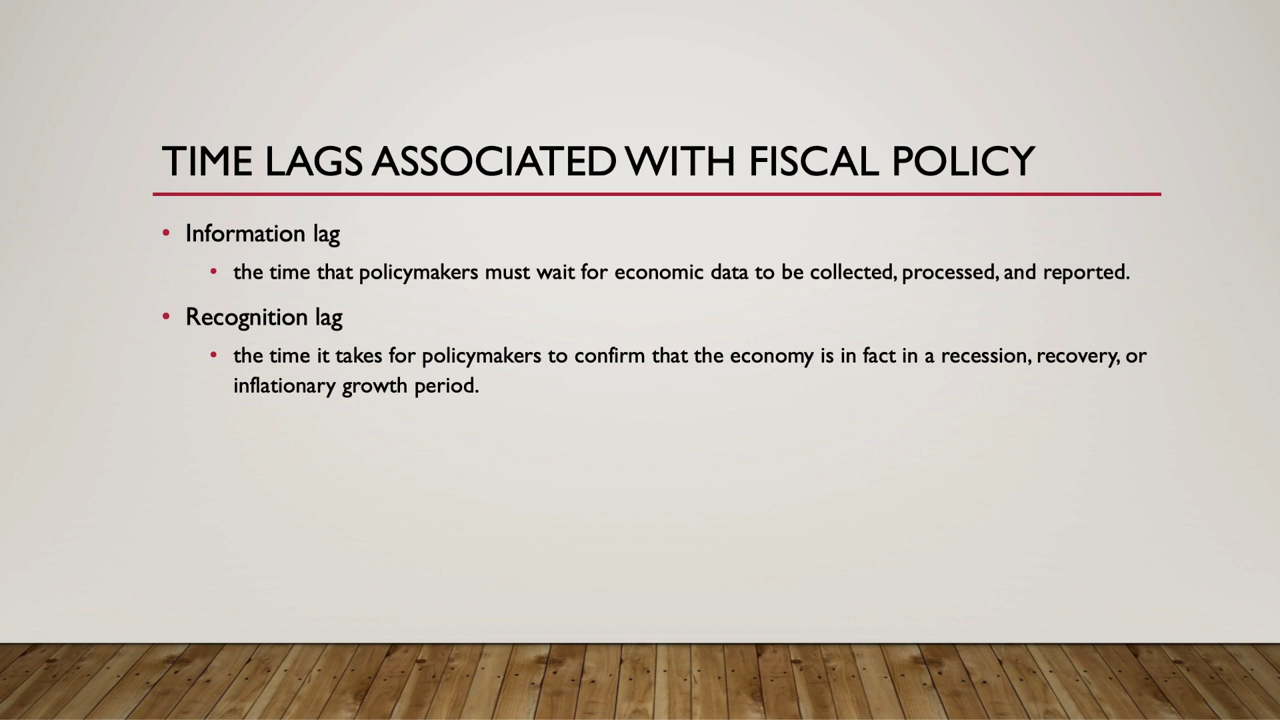 TIME LAGS ASSOCIATED WITH FISCAL POLICY
• Information lag
• the time that policymakers must wait for economic data to be collected, processed, and reported.
• Recognition lag
• the time it takes for policymakers to confirm that the economy is in fact in a recession, recovery, or
inflationary growth period.